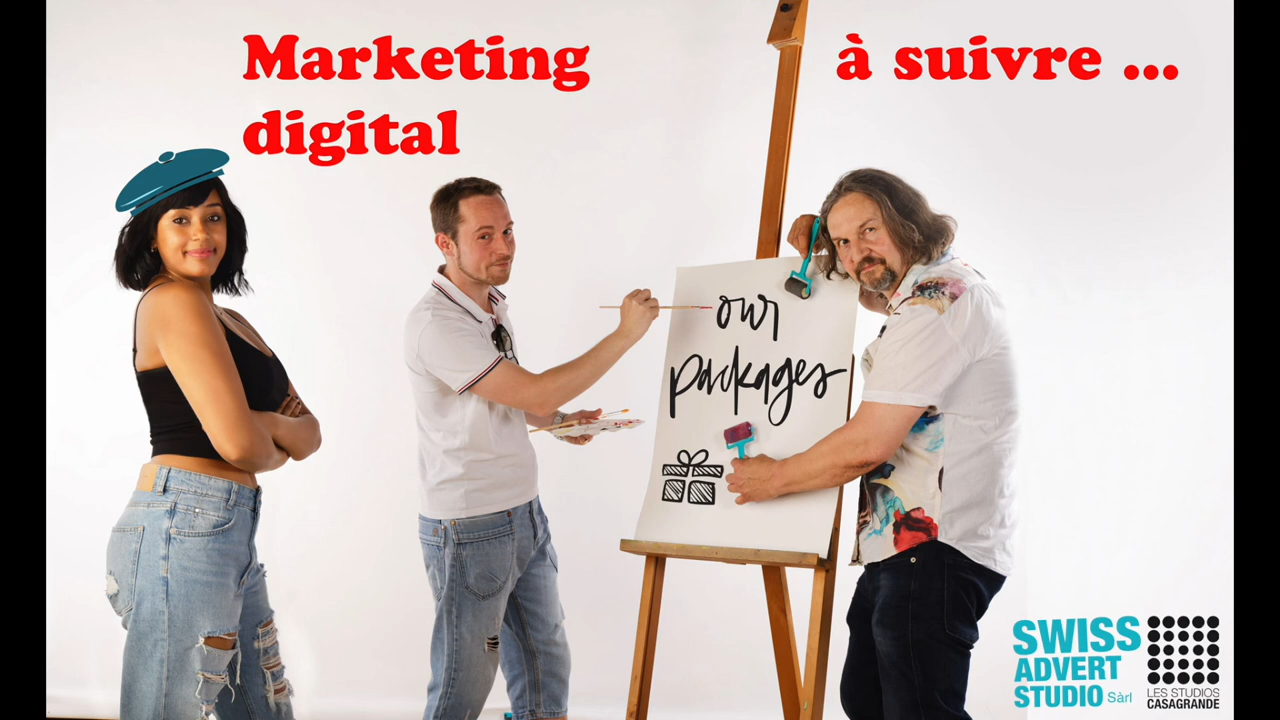 Marketing
digital
à suivre ...
our
packages
SWISS
ADVERT
STUDIO Sàrl
LES STUDIOS
CASAGRANDE